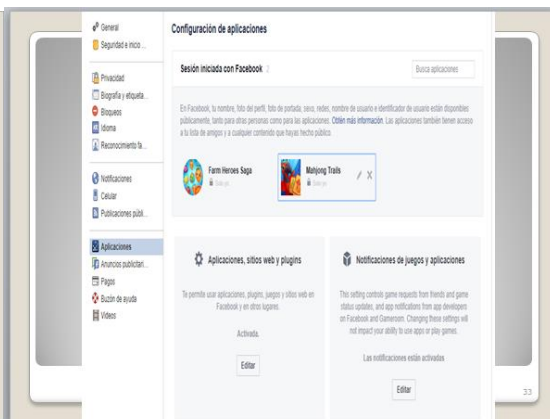 General
Seguridad e inicio ...
Privacidad
Biografía y etiqueta...
Bloqueos
Idioma
Reconocimiento fa...
Notificaciones
Celular
Publicaciones públi...
Aplicaciones
Anuncios publicitari...
Pagos
Buzón de ayuda
Videos
Configuración de aplicaciones
Sesión iniciada con Facebook 2
Busca aplicaciones
En Facebook, tu nombre, foto del perfil, foto de portada, sexo, redes, nombre de usuario e identificador de usuario están disponibles
públicamente, tanto para otras personas como para las aplicaciones. Obtén más información. Las aplicaciones también tienen acceso
a tu lista de amigos y a cualquier contenido que hayas hecho público.
Farm Heroes Saga
Sólo yo
Mahjong Trails
Sólo yo
Aplicaciones, sitios web y plugins
Te permite usar aplicaciones, plugins, juegos y sitios web en
Facebook y en otros lugares.
Activada.
Editar
Notificaciones de juegos y aplicaciones
This setting controls game requests from friends and game
status updates, and app notifications from app developers
on Facebook and Gameroom. Changing these settings will
not impact your ability to use apps or play games.
Las notificaciones están activadas
Editar
33